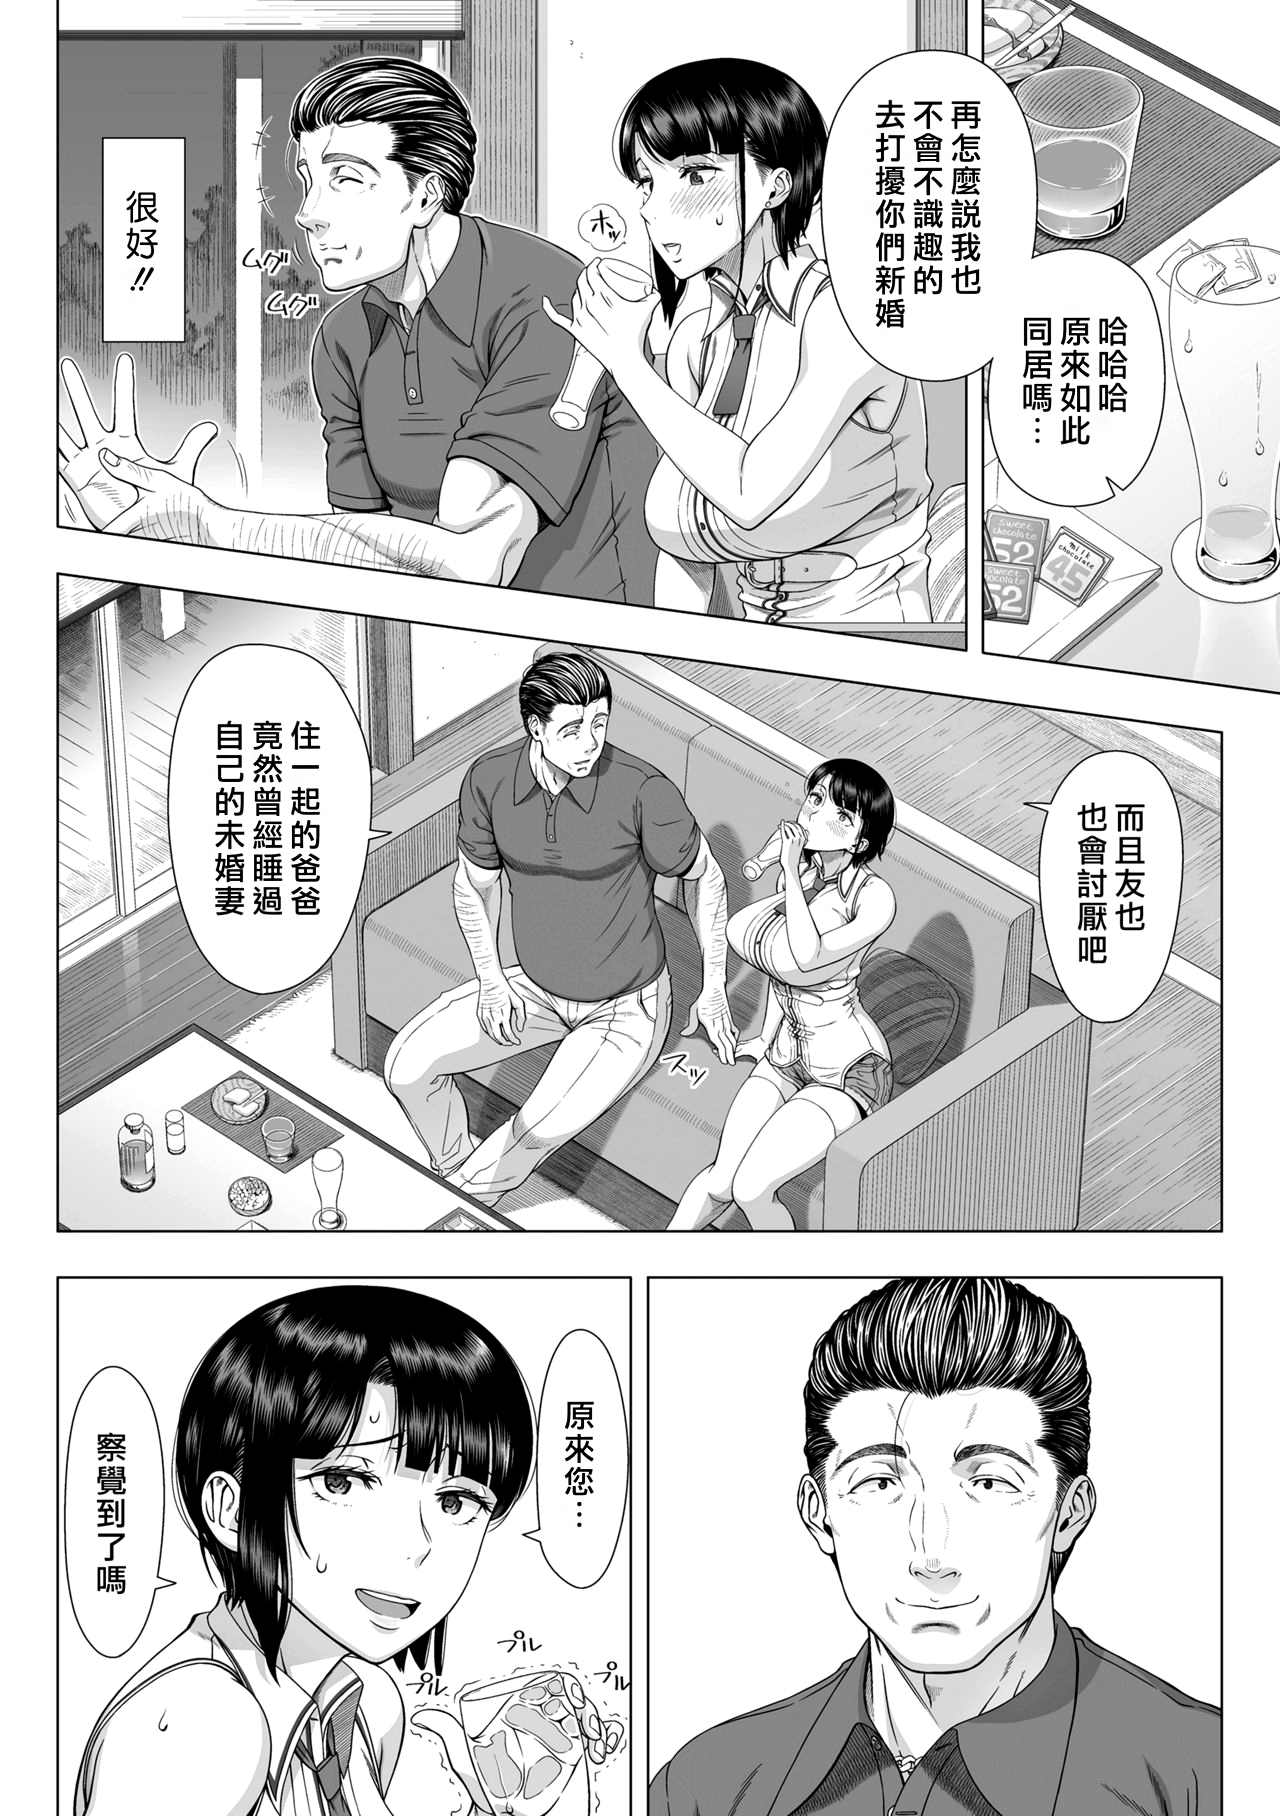 哈哈哈
原來如此
同居嗎…
sweet
chocolate
52
milk
chocolate
45
sweet
chocolate
52
再怎麼說我也
不會不識趣的
去打擾你們新婚
ホッ
ムグ
ムグ
很好!!
而且友也
也會討厭吧
住一起的爸爸
竟然曾經睡過
自己的未婚妻
スッ
原來您…
察覺到了嗎
プル
プル
プル